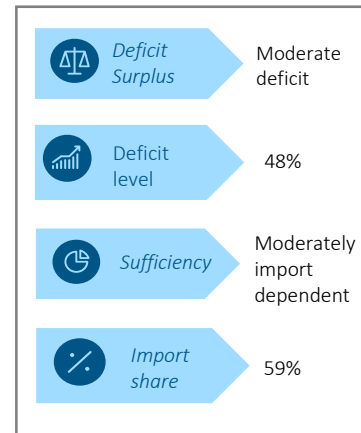 Deficit
Surplus
Moderate
deficit
Deficit
level
48%
Sufficiency
Moderately
import
dependent
Import
share
59%